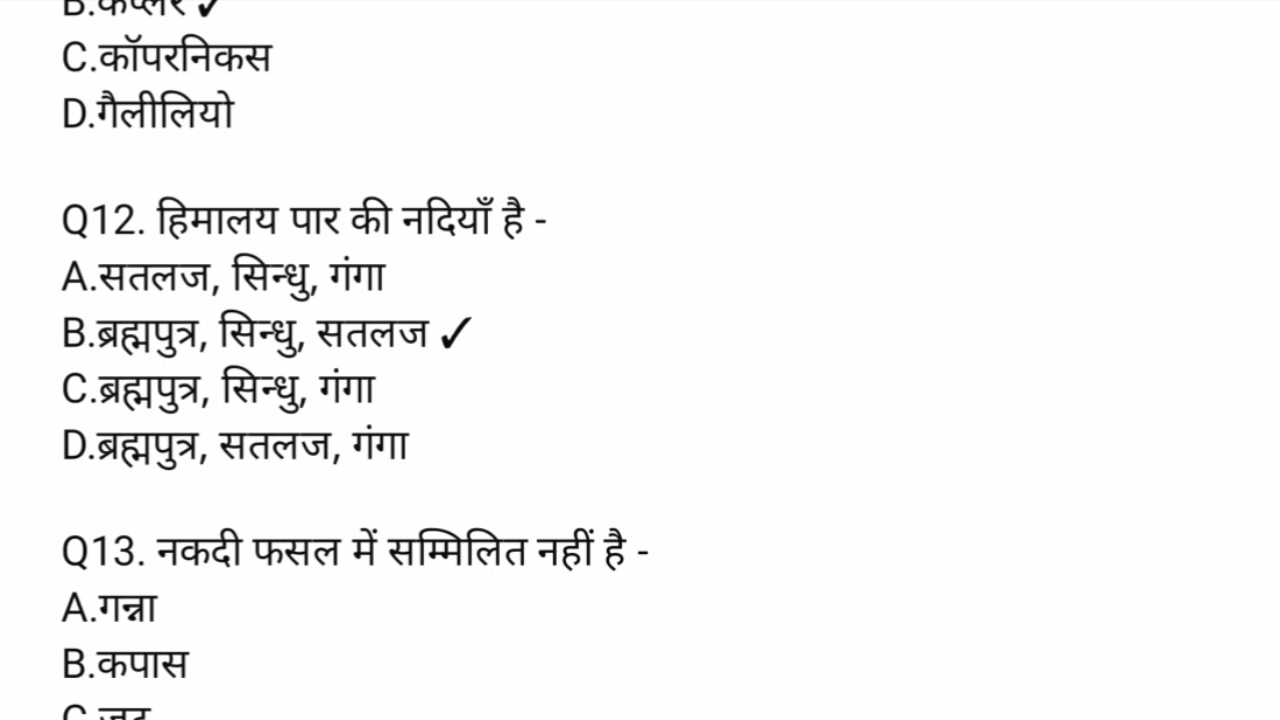 B.केप्लर ✓
C.कॉपरनिकस
D.गैलीलियो
Q12. हिमालय पार की नदियाँ है -
A.सतलज, सिन्धु, गंगा
B.ब्रह्मपुत्र, सिन्धु, सतलज ✓
C.ब्रह्मपुत्र, सिन्धु, गंगा
D.ब्रह्मपुत्र, सतलज, गंगा
Q13. नकदी फसल में सम्मिलित नहीं है -
A.गन्ना
B.कपास
C.जूट